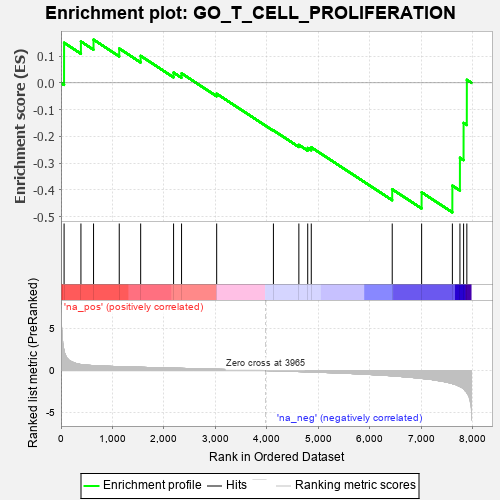 Enrichment plot: GO_T_CELL_PROLIFERATION
Enrichment score (ES)
0.1
0.0
-0.1
-0.2
-0.3
-0.4
-0.5
'na_pos' (positively correlated)
Ranked list metric (PreRanked)
5
0
-5
Zero cross at 3965
'na_neg' (negatively correlated)
0 1,000 2,000 3,000 4,000 5,000 6,000 7,000 8,000
Rank in Ordered Dataset
Enrichment profile Hits Ranking metric scores